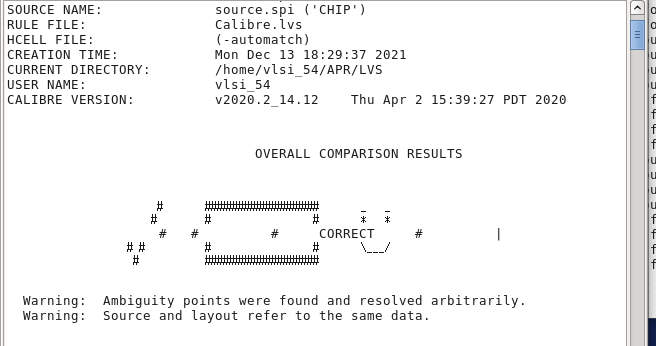 SOURCE NAME: source.spi ('CHIP')
RULE FILE: Calibre.lvs
HCELL FILE: (-automatch)
CREATION TIME: Mon Dec 13 18:29:37 2021
CURRENT DIRECTORY: /home/vlsi_54/APR/LVS
USER NAME: vlsi_54
CALIBRE VERSION: v2020.2_14.12 Thu Apr 2 15:39:27 PDT 2020
OVERALL COMPARISON RESULTS
# ##################### _ _
# # # * *
# # # CORRECT # |
# # # # \___/
# #####################
Warning: Ambiguity points were found and resolved arbitrarily.
Warning: Source and layout refer to the same data.